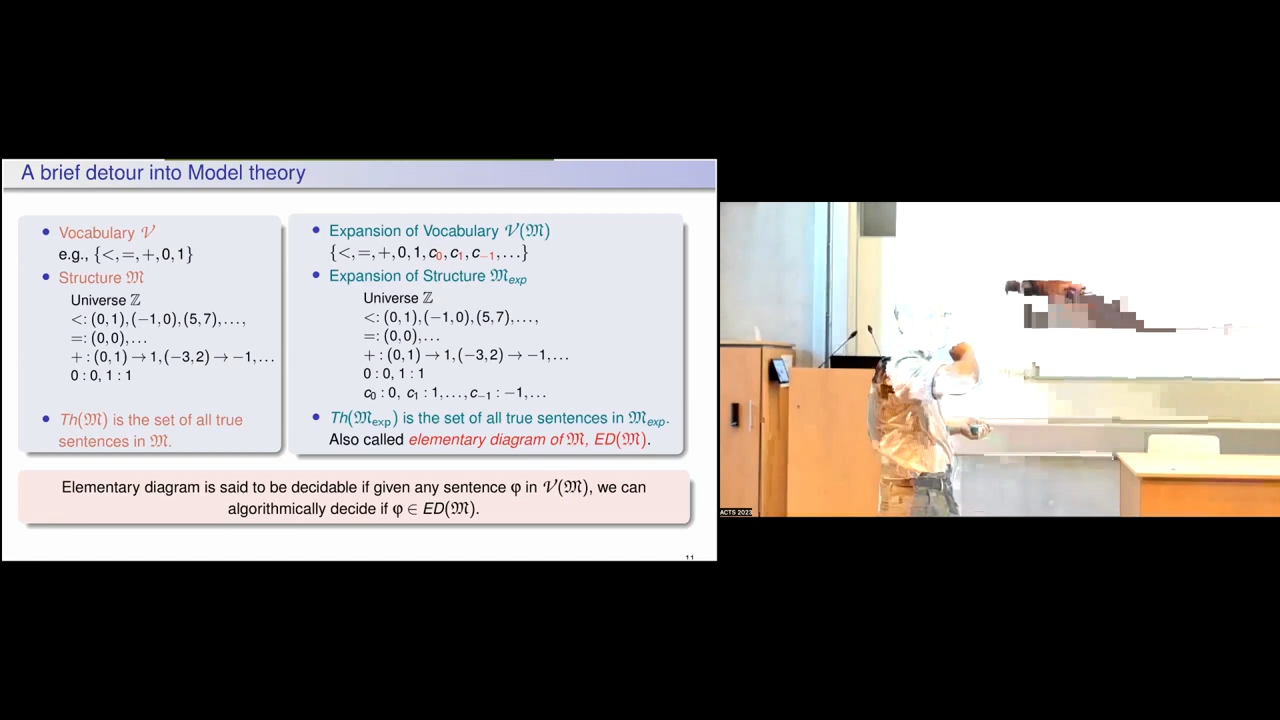 A brief detour into Model theory
• Vocabulary 𝒱
e.g., {<,=,+,0,1}
• Structure 𝔐
Universe ℤ
<: (0,1),(−1,0),(5,7),...,
=: (0,0),...
+ : (0,1) → 1,(−3,2) → −1,...
0 : 0, 1 : 1
• Th(𝔐) is the set of all true
sentences in 𝔐.
• Expansion of Vocabulary 𝒱(𝔐)
{<,=,+,0,1,c₀,c₁,c₋₁,...}
• Expansion of Structure 𝔐exp
Universe ℤ
<: (0,1),(−1,0),(5,7),...,
=: (0,0),...
+ : (0,1) → 1,(−3,2) → −1,...
0 : 0, 1 : 1
c₀ : 0, c₁ : 1,...,c₋₁ : −1,...
• Th(𝔐exp) is the set of all true sentences in 𝔐exp.
Also called elementary diagram of 𝔐, ED(𝔐).
Elementary diagram is said to be decidable if given any sentence φ in 𝒱(𝔐), we can
algorithmically decide if φ ∈ ED(𝔐).
11
ACTS 2023